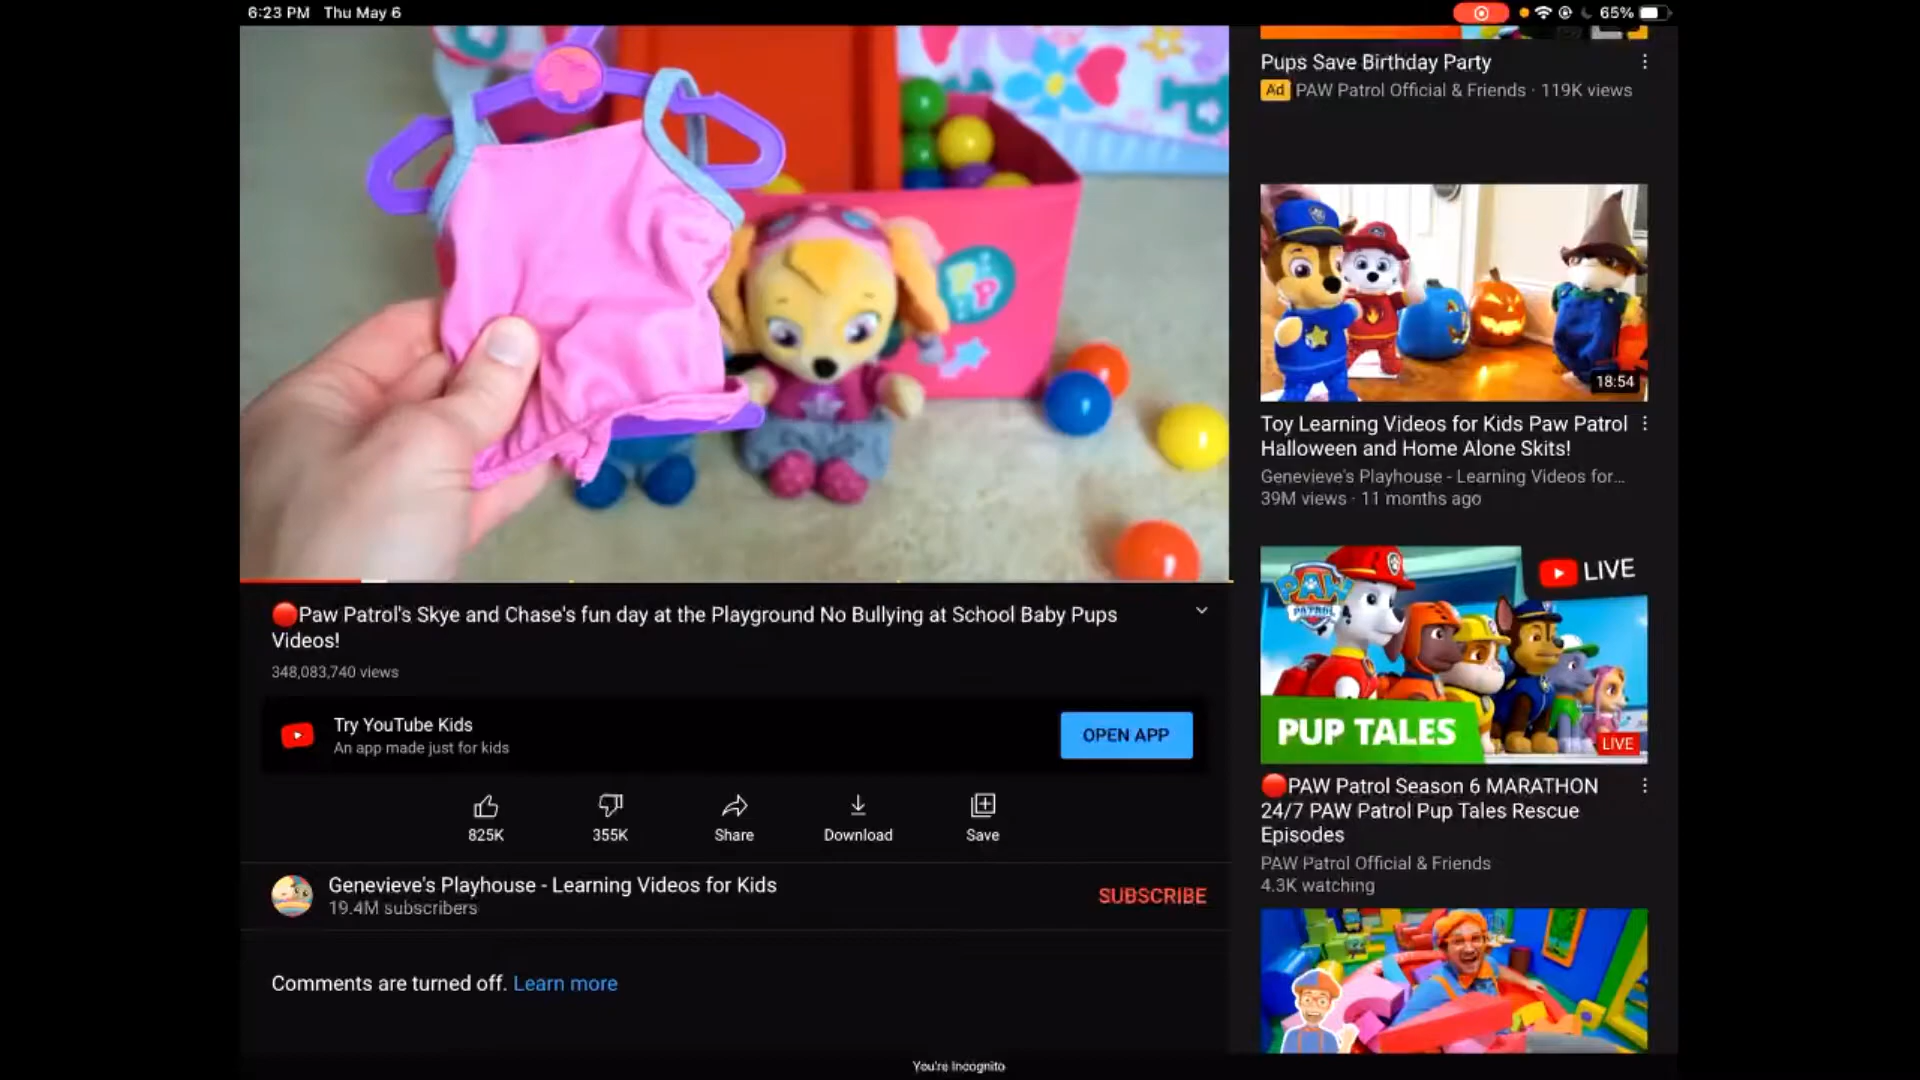 6:23 PM Thu May 6
65%
Paw Patrol's Skye and Chase's fun day at the Playground No Bullying at School Baby Pups
Videos!
348,083,740 views
Try YouTube Kids
An app made just for kids
OPEN APP
825K
355K
Share
Download
Save
Genevieve's Playhouse - Learning Videos for Kids
19.4M subscribers
SUBSCRIBE
Comments are turned off. Learn more
Pups Save Birthday Party
Ad PAW Patrol Official & Friends · 119K views
18:54
Toy Learning Videos for Kids Paw Patrol
Halloween and Home Alone Skits!
Genevieve's Playhouse - Learning Videos for...
39M views · 11 months ago
PAW
PATROL
LIVE
PUP TALES
LIVE
PAW Patrol Season 6 MARATHON
24/7 PAW Patrol Pup Tales Rescue
Episodes
PAW Patrol Official & Friends
4.3K watching
You're Incognito